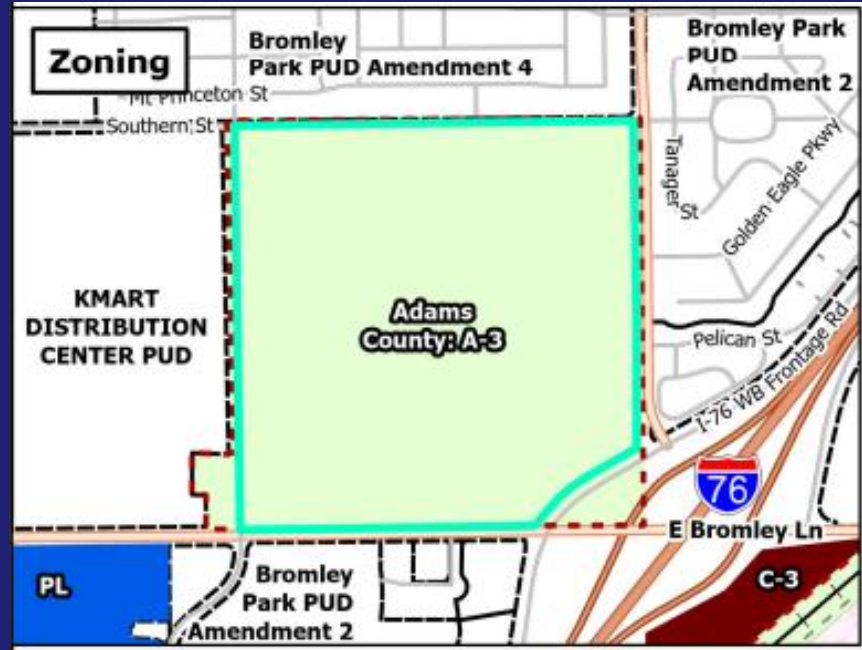 Zoning
Bromley
Park PUD Amendment 4
Bromley Park
PUD
Amendment 2
Mt Princeton St
Southern St
Tanager St
Golden Eagle Pkwy
KMART
DISTRIBUTION
CENTER PUD
Adams
County: A-3
Pelican St
I-76 WB Frontage Rd
76
E Bromley Ln
PL
Bromley
Park PUD
Amendment 2
C-3